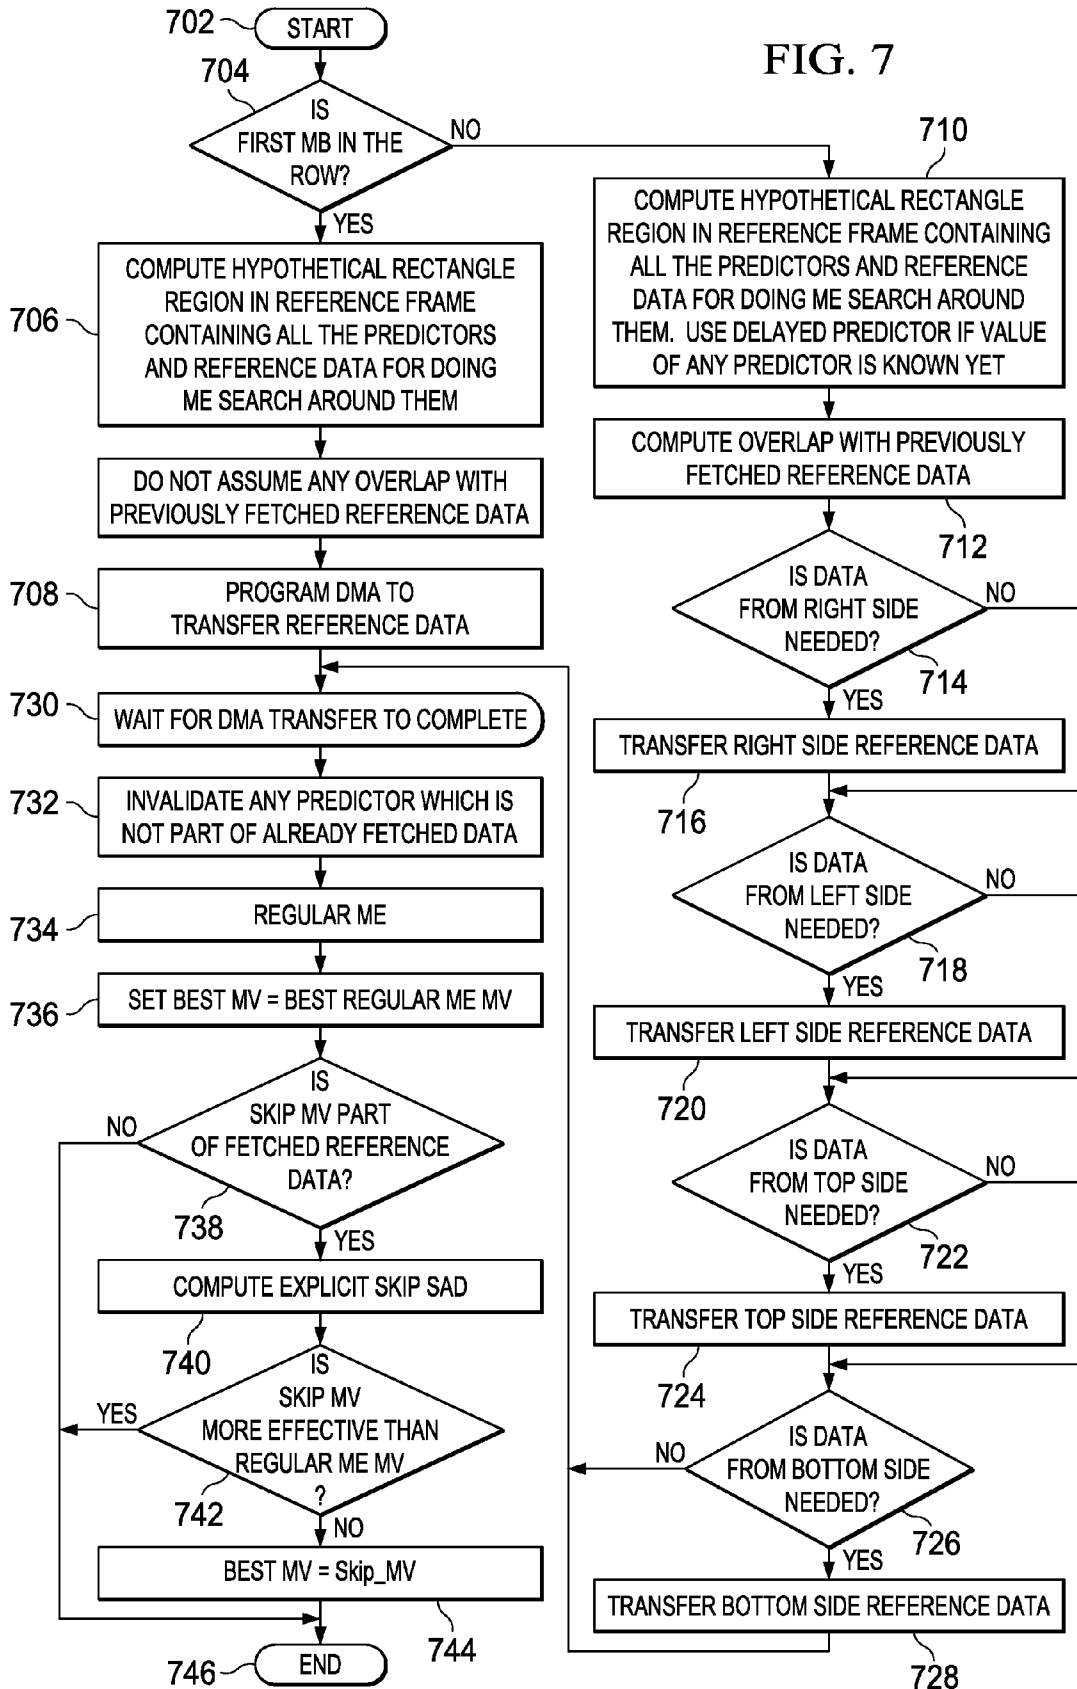 FIG. 7
702
START
704
IS
FIRST MB IN THE
ROW?
NO
YES
706
COMPUTE HYPOTHETICAL RECTANGLE
REGION IN REFERENCE FRAME
CONTAINING ALL THE PREDICTORS
AND REFERENCE DATA FOR DOING
ME SEARCH AROUND THEM
DO NOT ASSUME ANY OVERLAP WITH
PREVIOUSLY FETCHED REFERENCE DATA
708
PROGRAM DMA TO
TRANSFER REFERENCE DATA
730
WAIT FOR DMA TRANSFER TO COMPLETE
732
INVALIDATE ANY PREDICTOR WHICH IS
NOT PART OF ALREADY FETCHED DATA
734
REGULAR ME
736
SET BEST MV = BEST REGULAR ME MV
IS
SKIP MV PART
OF FETCHED REFERENCE
DATA?
NO
738
YES
COMPUTE EXPLICIT SKIP SAD
740
IS
SKIP MV
MORE EFFECTIVE THAN
REGULAR ME MV
?
YES
742
NO
BEST MV = Skip_MV
744
746
END
710
COMPUTE HYPOTHETICAL RECTANGLE
REGION IN REFERENCE FRAME CONTAINING
ALL THE PREDICTORS AND REFERENCE
DATA FOR DOING ME SEARCH AROUND
THEM. USE DELAYED PREDICTOR IF VALUE
OF ANY PREDICTOR IS KNOWN YET
COMPUTE OVERLAP WITH PREVIOUSLY
FETCHED REFERENCE DATA
712
IS DATA
FROM RIGHT SIDE
NEEDED?
NO
714
YES
TRANSFER RIGHT SIDE REFERENCE DATA
716
IS DATA
FROM LEFT SIDE
NEEDED?
NO
718
YES
TRANSFER LEFT SIDE REFERENCE DATA
720
IS DATA
FROM TOP SIDE
NEEDED?
NO
722
YES
TRANSFER TOP SIDE REFERENCE DATA
724
IS DATA
FROM BOTTOM SIDE
NEEDED?
NO
726
YES
TRANSFER BOTTOM SIDE REFERENCE DATA
728